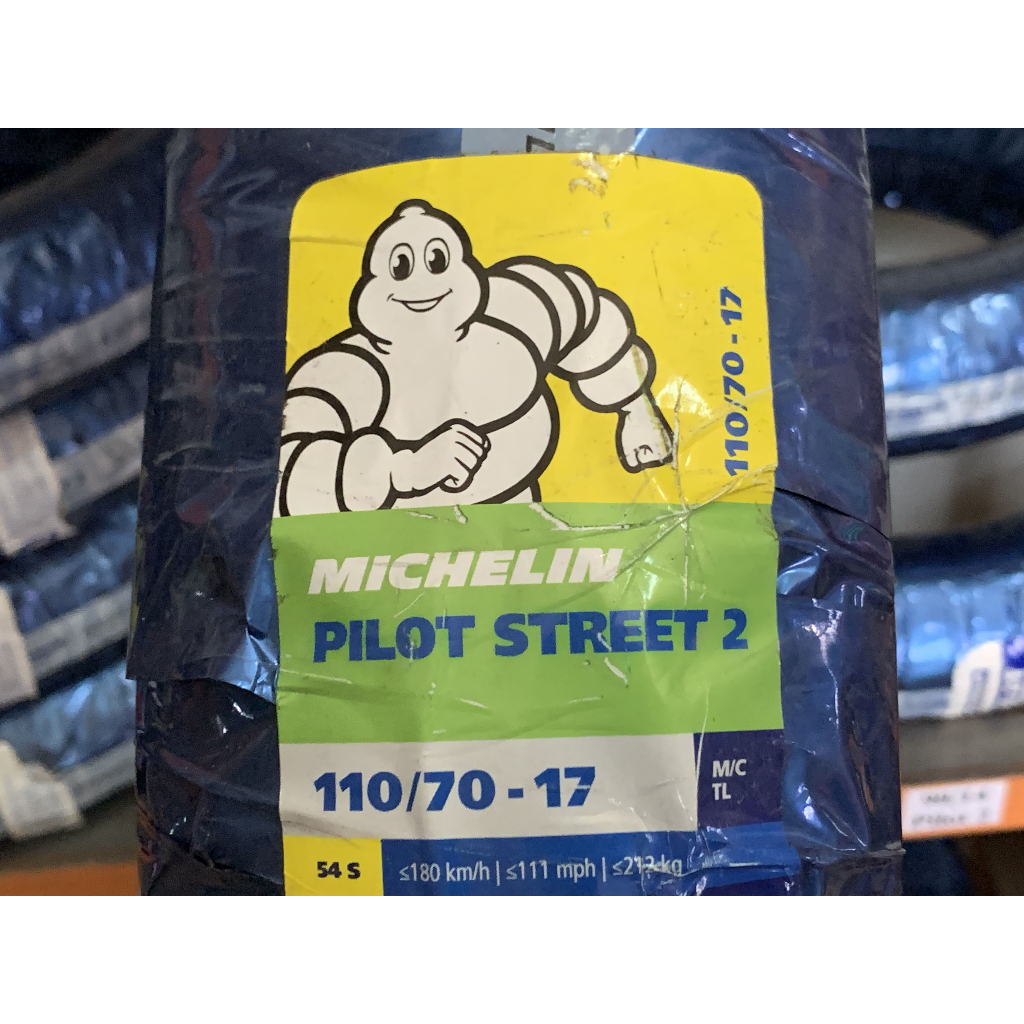 110/70 - 17
MICHELIN
PILOT STREET 2
110/70 - 17
M/C
TL
54 S
≤180 km/h | ≤111 mph | ≤212 kg